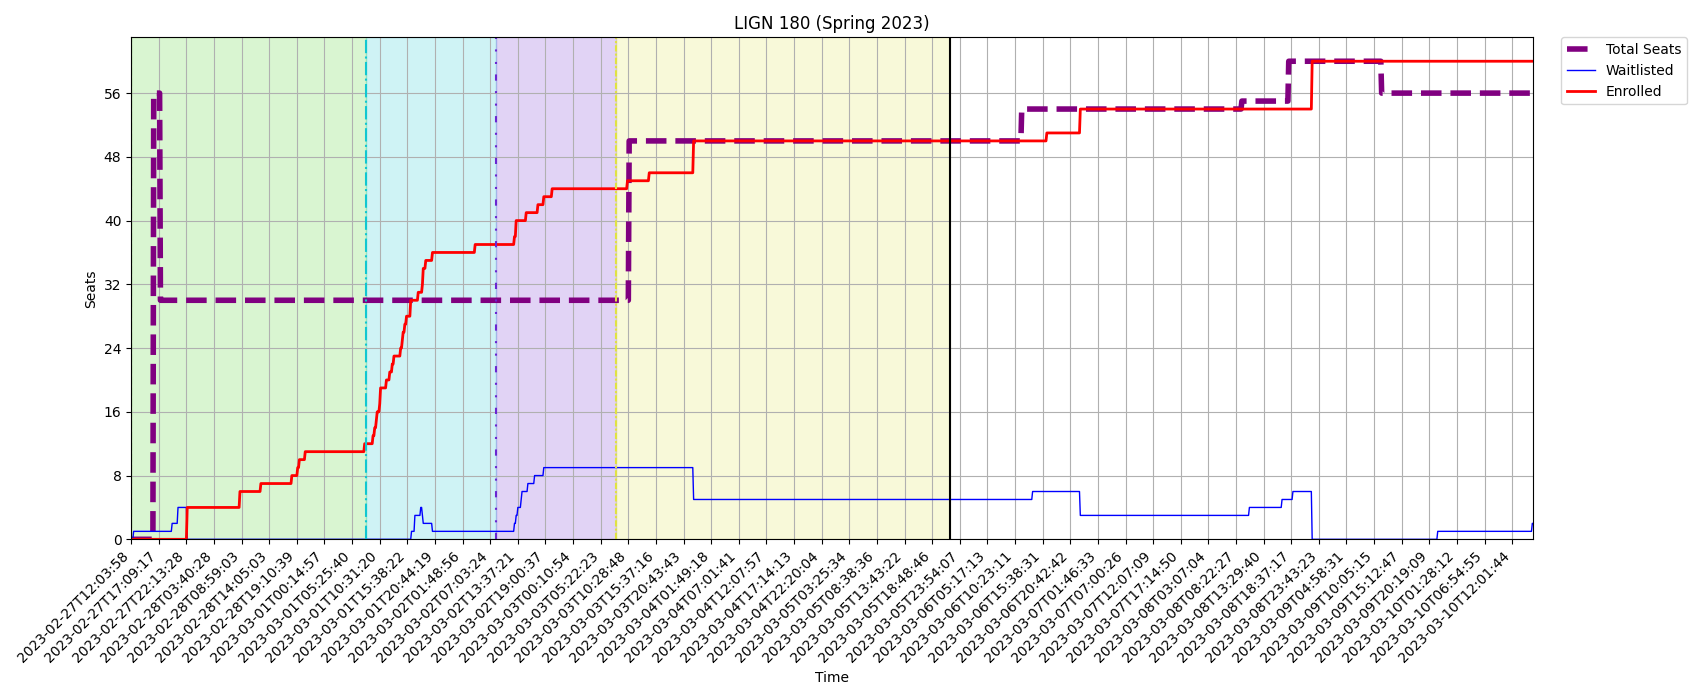 LIGN 180 (Spring 2023)
Total Seats
Waitlisted
Enrolled
Seats
56
48
40
32
24
16
8
0
2023-02-27T12:03:58
2023-02-27T17:09:17
2023-02-27T22:13:28
2023-02-28T03:40:28
2023-02-28T08:59:03
2023-02-28T14:05:03
2023-02-28T19:10:39
2023-03-01T00:14:57
2023-03-01T05:25:40
2023-03-01T10:31:20
2023-03-01T15:38:22
2023-03-01T20:44:19
2023-03-02T01:48:56
2023-03-02T07:03:24
2023-03-02T13:37:21
2023-03-02T19:00:37
2023-03-03T00:10:54
2023-03-03T05:22:23
2023-03-03T10:28:48
2023-03-03T15:37:16
2023-03-03T20:43:43
2023-03-04T01:49:18
2023-03-04T07:01:41
2023-03-04T12:07:57
2023-03-04T17:14:13
2023-03-04T22:20:04
2023-03-05T03:25:34
2023-03-05T08:38:36
2023-03-05T13:43:22
2023-03-05T18:48:46
2023-03-05T23:54:07
2023-03-06T05:17:13
2023-03-06T10:23:11
2023-03-06T15:38:31
2023-03-06T20:42:42
2023-03-07T01:46:33
2023-03-07T07:00:26
2023-03-07T12:07:09
2023-03-07T17:14:50
2023-03-08T03:07:04
2023-03-08T08:22:27
2023-03-08T13:29:40
2023-03-08T18:37:17
2023-03-08T23:43:23
2023-03-09T04:58:31
2023-03-09T10:05:15
2023-03-09T15:12:47
2023-03-09T20:19:09
2023-03-10T01:28:12
2023-03-10T06:54:55
2023-03-10T12:01:44
Time